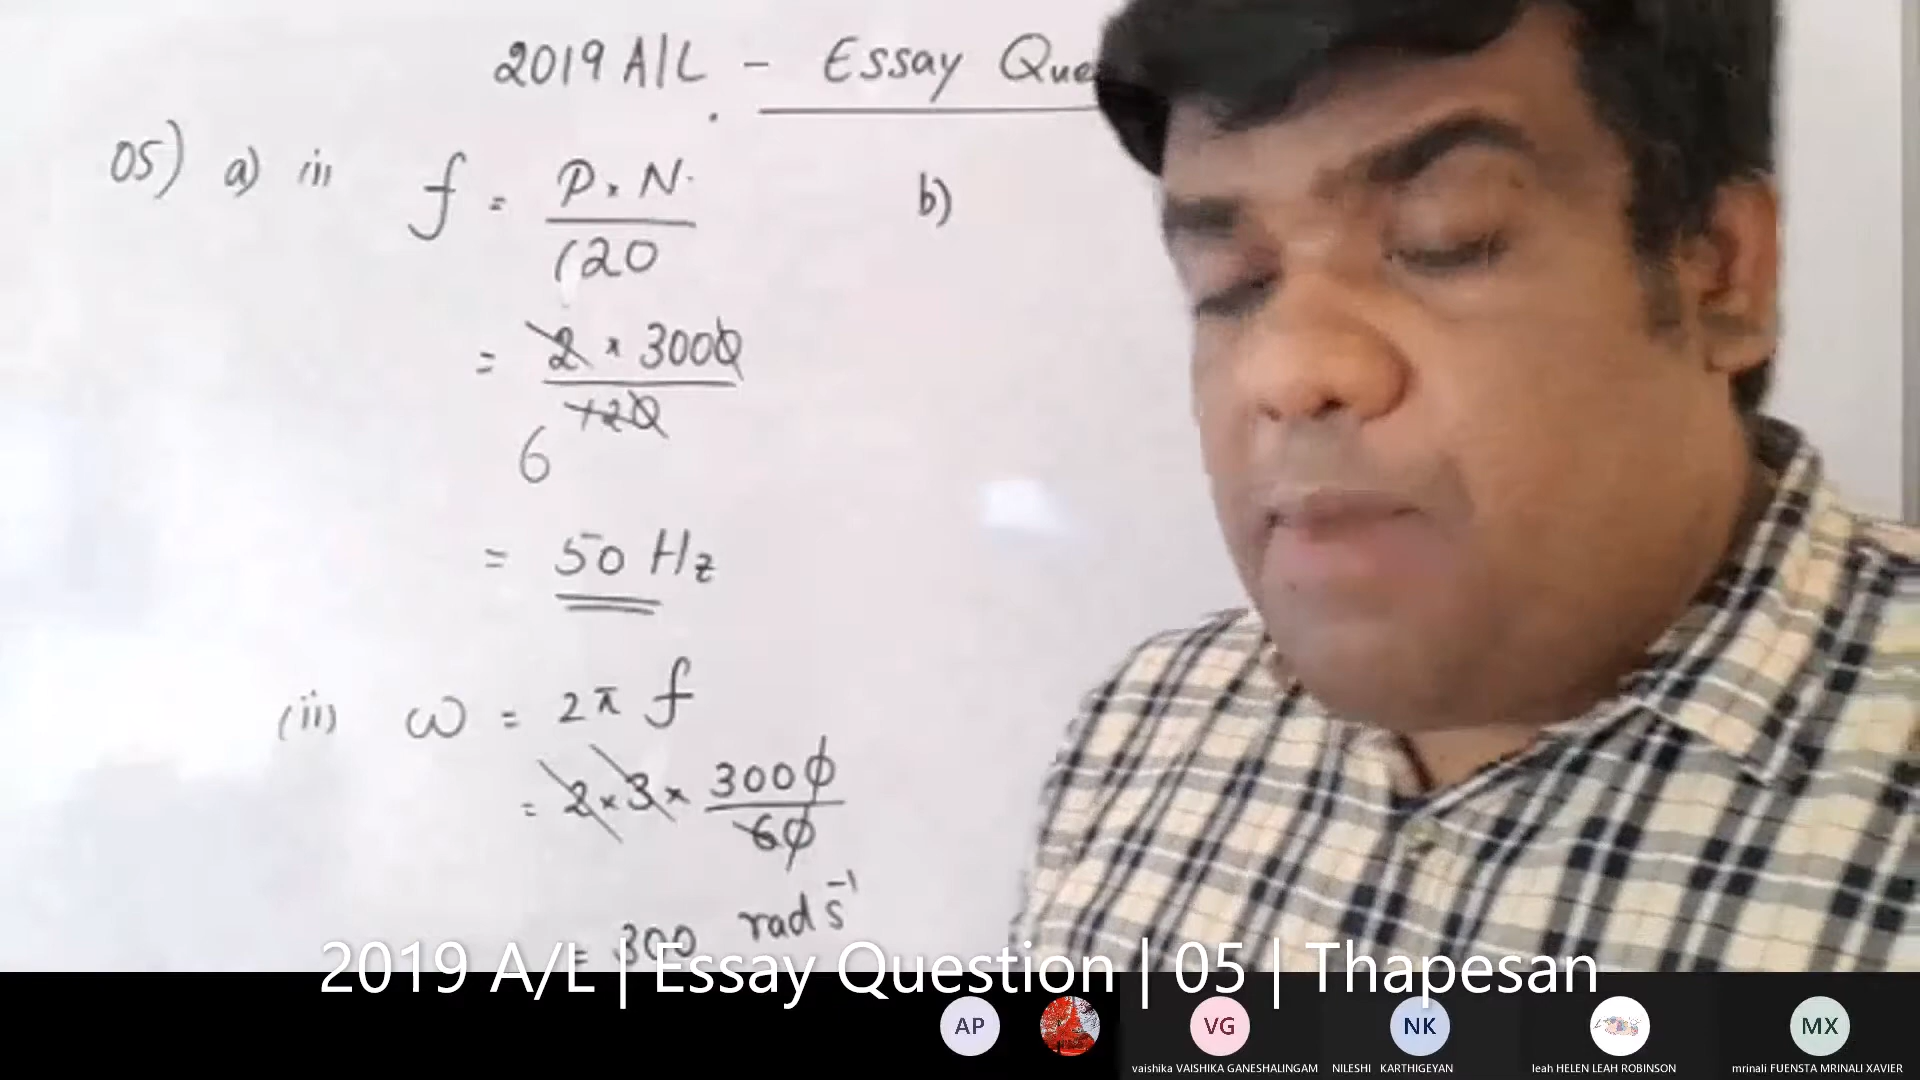 2019 A/L - Essay Que
05) a) iii f = P × N.
120
b)
= 2 × 3000
120
6
= 50 Hz
(ii) ω = 2π f
= 2 × 3 × 3000
60
= 300 rad s⁻¹
2019 A/L | Essay Question | 05 | Thapesan
AP
VG
NK
MX
vaishika VAISHIKA GANESHALINGAM
NILESHI KARTHIGEYAN
leah HELEN LEAH ROBINSON
mrinali FUENSTA MRINALI XAVIER